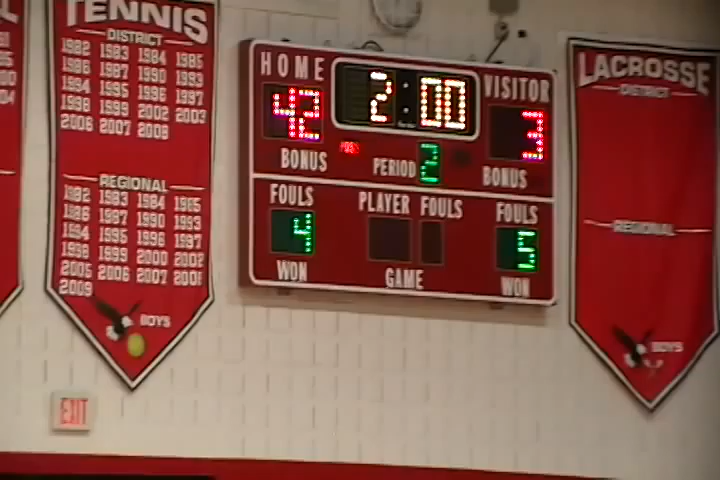 TENNIS
DISTRICT
1982 1983 1984 1985
1986 1987 1990 1993
1994 1995 1996 1997
1998 1999 2002 2003
2006 2007 2008
REGIONAL
1982 1983 1984 1985
1986 1987 1990 1993
1994 1995 1996 1997
1998 1999 2000 2002
2005 2006 2007 2008
2009
BOYS
EXIT
HOME
2:00
VISITOR
42
3
BONUS
POSS
PERIOD 2
BONUS
FOULS
PLAYER FOULS
FOULS
4
5
WON
GAME
WON
LACROSSE
DISTRICT
REGIONAL
BOYS